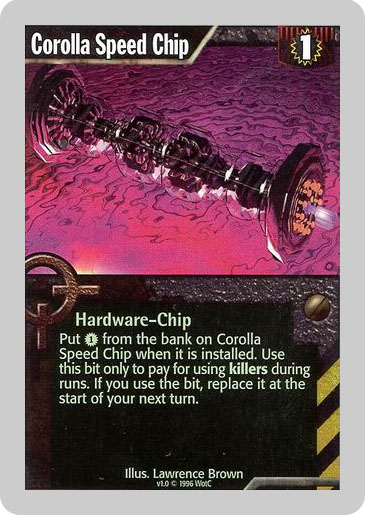 Corolla Speed Chip
1
Hardware-Chip
Put 1 from the bank on Corolla
Speed Chip when it is installed. Use
this bit only to pay for using killers during
runs. If you use the bit, replace it at the
start of your next turn.
Illus. Lawrence Brown
v1.0 © 1996 WotC